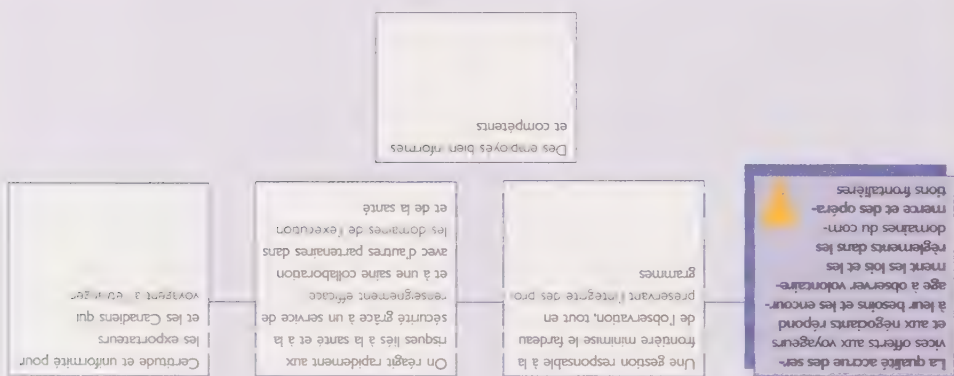 La qualité accrue des ser-
vices offerts aux voyageurs
et aux négociants répond
à leur besoins et les encour-
age à observer volontaire-
ment les lois et les
règlements dans les
domaines du com-
merce et des opéra-
tions frontalières
Une gestion responsable à la
frontière minimise le fardeau
de l'observation, tout en
préservant l'intégrité des pro
grammes
On réagit rapidement aux
risques liés à la santé et à la
sécurité grâce à un service de
renseignement efficace
et à une saine collaboration
avec d'autres partenaires dans
les domaines de l'exécution
et de la santé
Certitude et uniformité pour
les exportateurs
et les Canadiens qui
voyagent à l'étranger
Des employés bien informés
et compétents